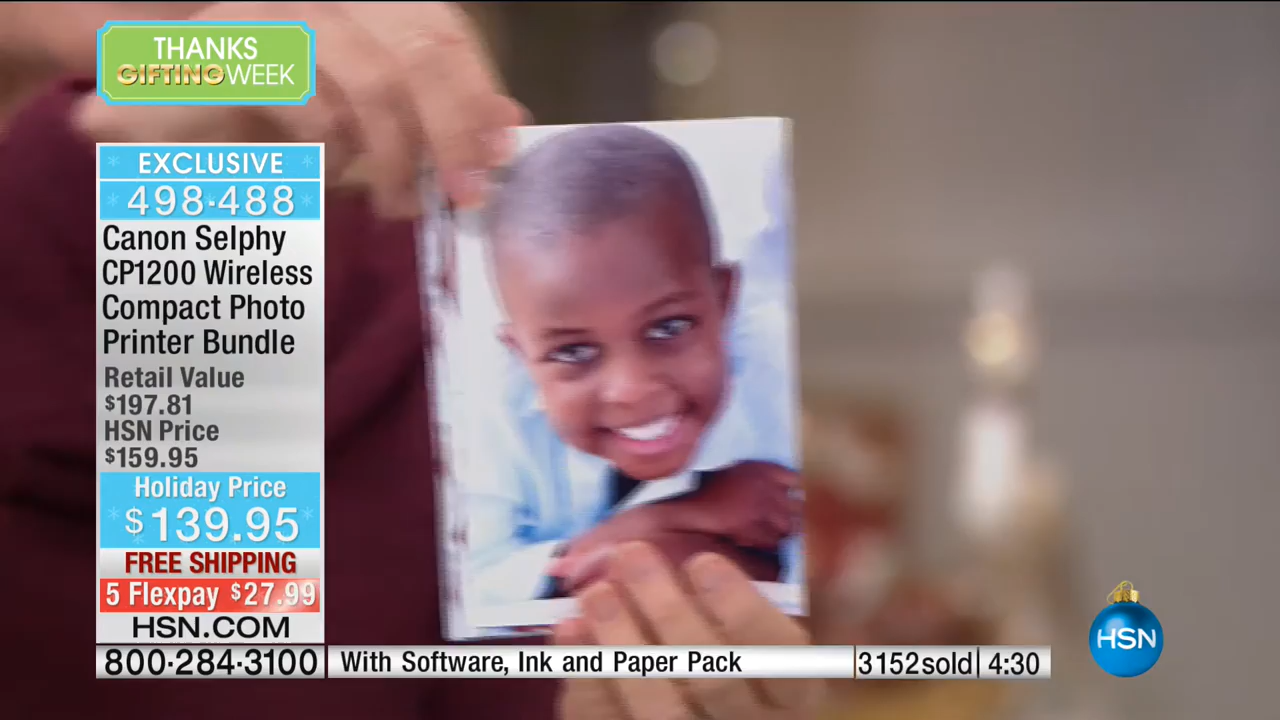 THANKS
GIFTING WEEK
EXCLUSIVE
498-488
Canon Selphy
CP1200 Wireless
Compact Photo
Printer Bundle
Retail Value
$197.81
HSN Price
$159.95
Holiday Price
$139.95
FREE SHIPPING
5 Flexpay $27.99
HSN.COM
800·284·3100 With Software, Ink and Paper Pack 3152sold 4:30
HSN